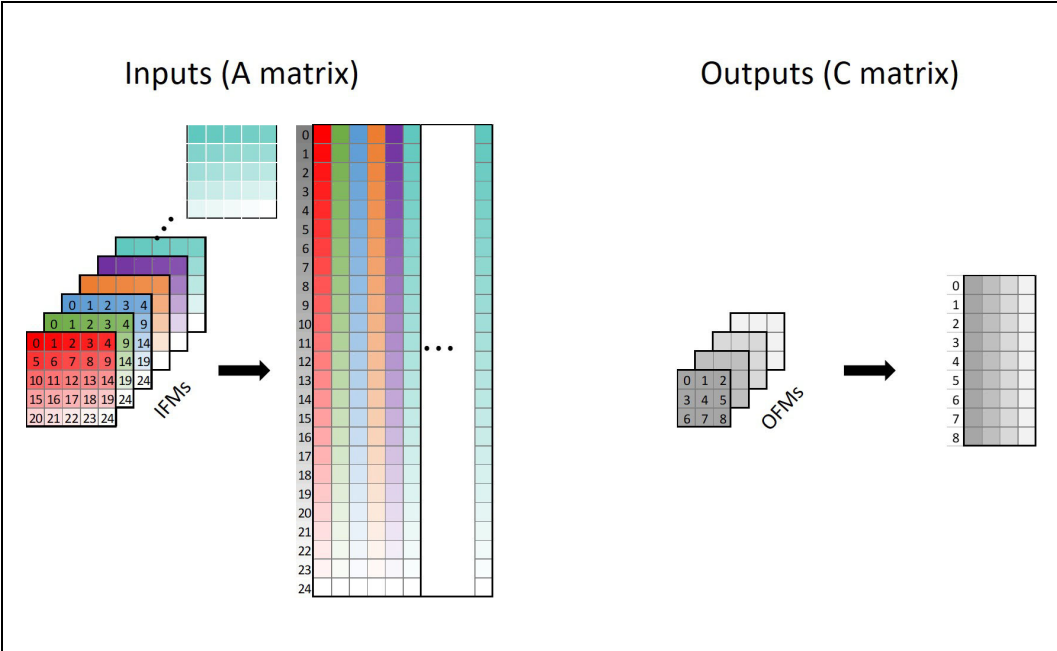 Inputs (A matrix)
Outputs (C matrix)
0 1 2 3 4
0 1 2 3 4 9
0 1 2 3 4 9 14
5 6 7 8 9 14 19
10 11 12 13 14 19 24
15 16 17 18 19 24
20 21 22 23 24
IFMs
0
1
2
3
4
5
6
7
8
9
10
11
12
13
14
15
16
17
18
19
20
21
22
23
24
...
0 1 2
3 4 5
6 7 8
OFMs
0
1
2
3
4
5
6
7
8